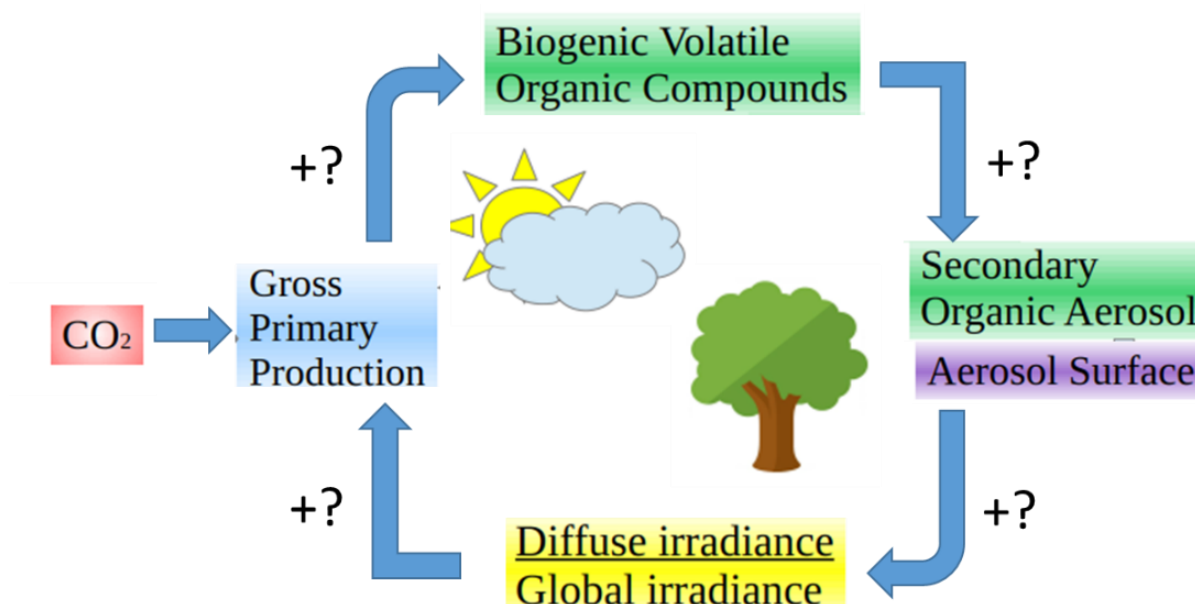 Biogenic Volatile
Organic Compounds
+?
+?
Secondary
Organic Aerosol
Aerosol Surface
Gross
Primary
Production
CO₂
+?
+?
Diffuse irradiance
Global irradiance